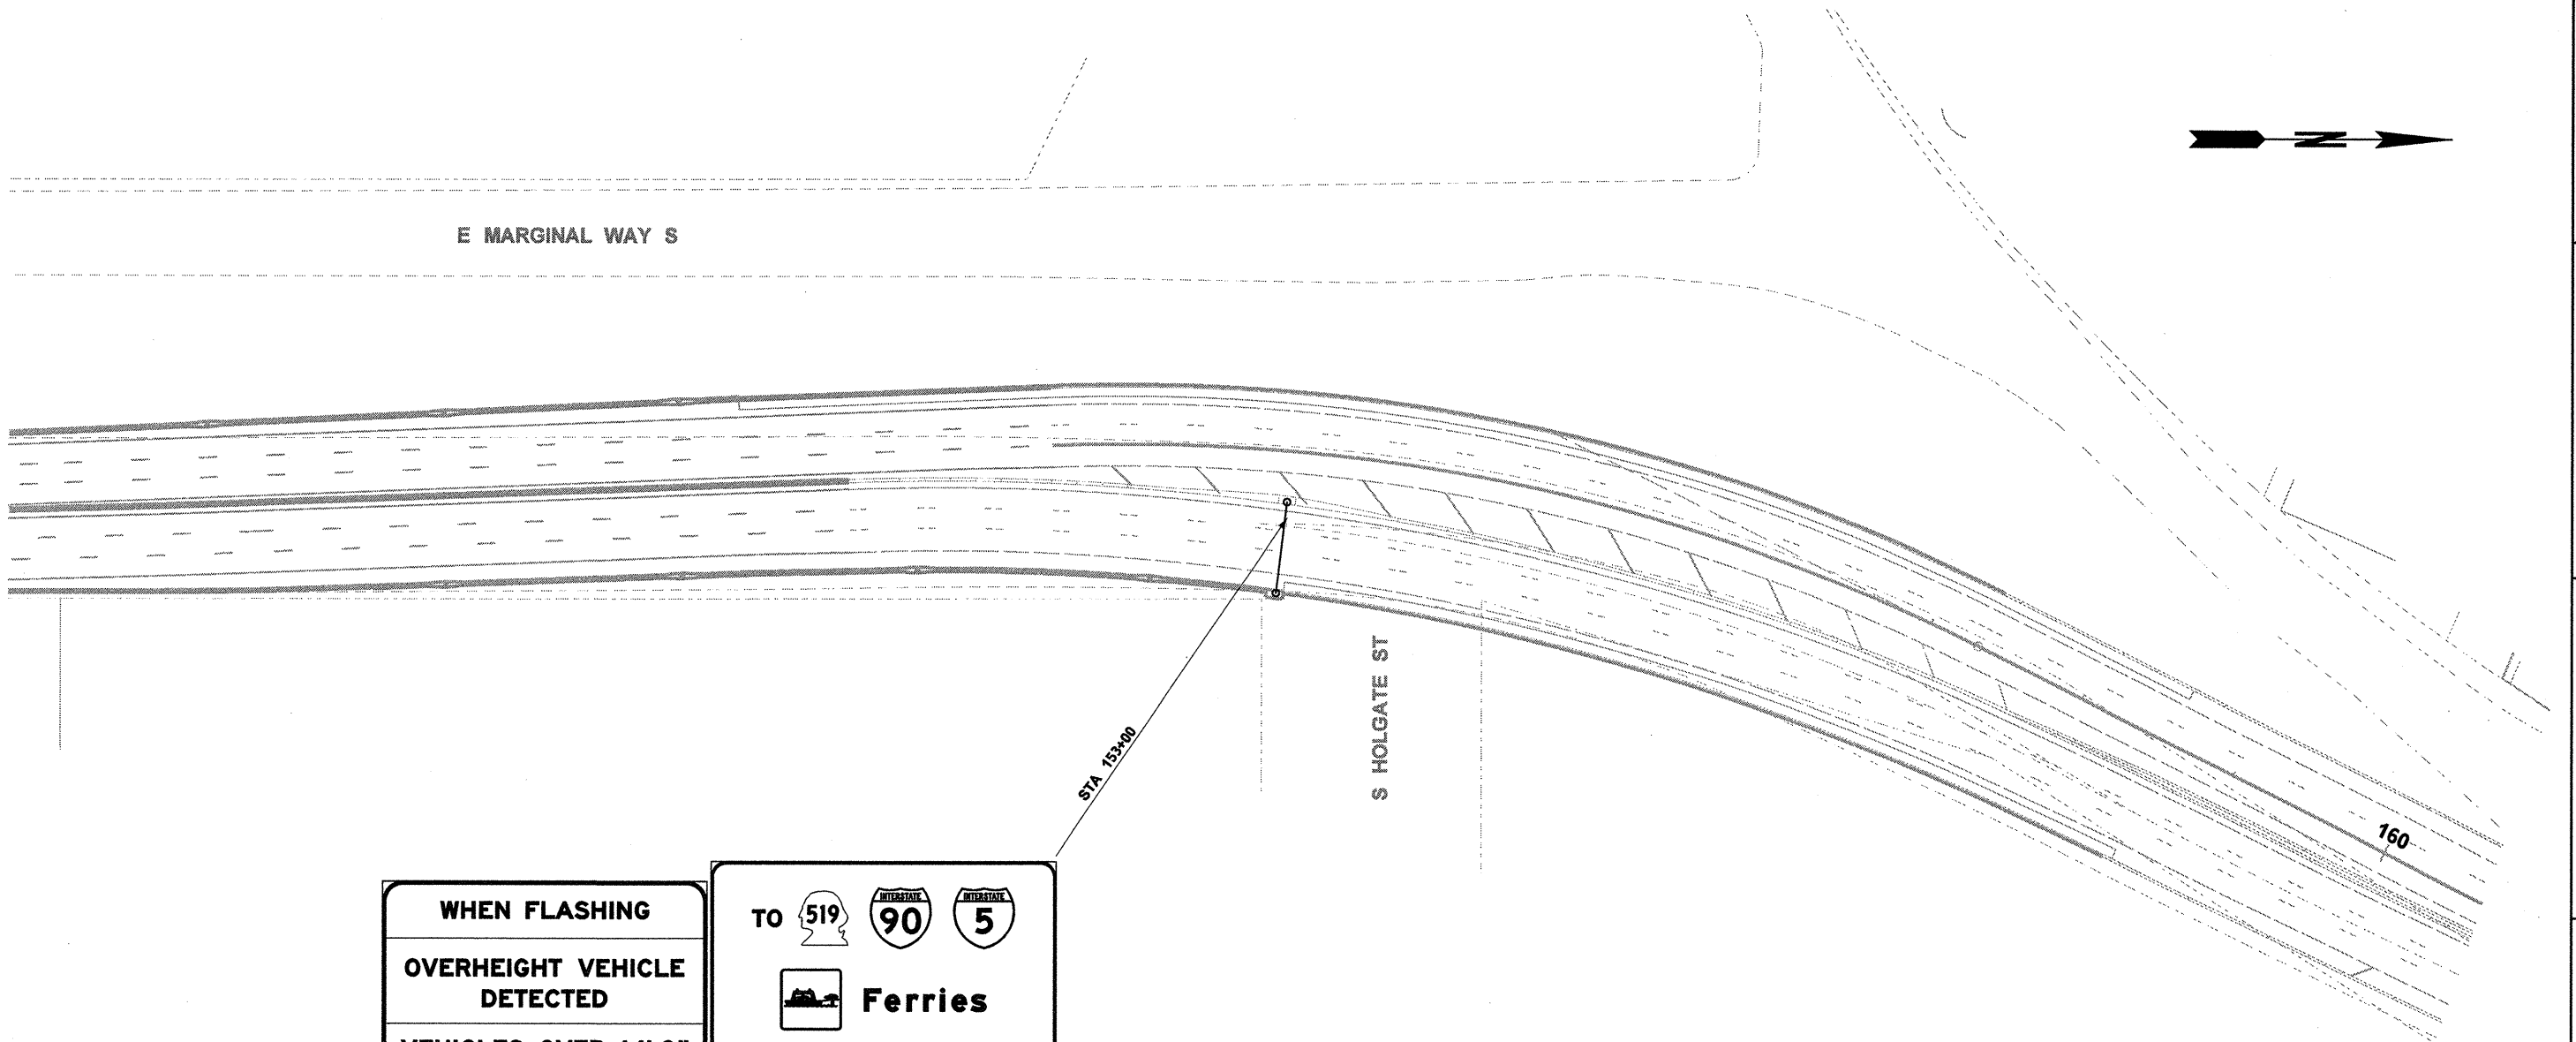 N
E MARGINAL WAY S
S HOLGATE ST
STA 153+00
160
WHEN FLASHING
OVERHEIGHT VEHICLE
DETECTED
TO 519 INTERSTATE 90 INTERSTATE 5
Ferries